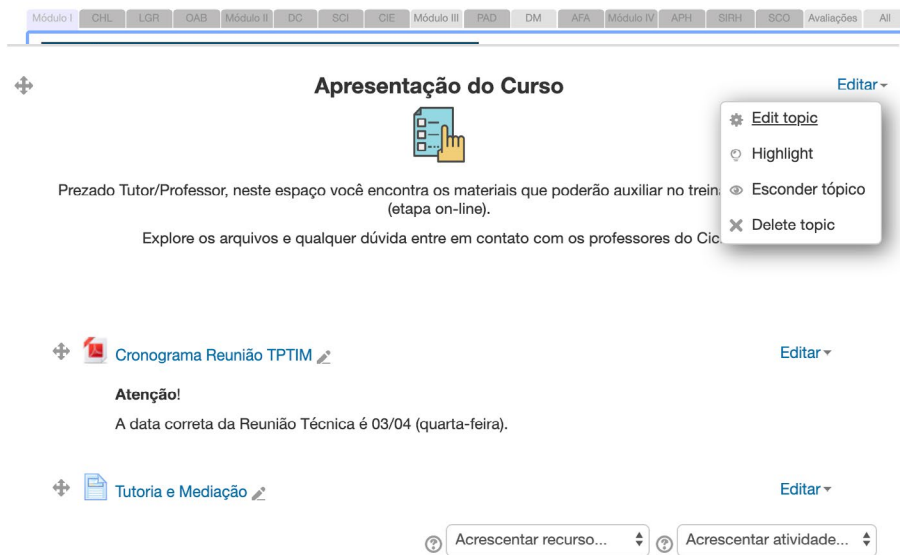 Módulo I CHL LGR OAB Módulo II DC SCI CIE Módulo III PAD DM AFA Módulo IV APH SIRH SCO Avaliações All
Apresentação do Curso
Editar
Edit topic
Highlight
Esconder tópico
Delete topic
Prezado Tutor/Professor, neste espaço você encontra os materiais que poderão auxiliar no
(etapa on-line).
Explore os arquivos e qualquer dúvida entre em contato com os professores do
Cronograma Reunião TPTIM
Editar
Atenção!
A data correta da Reunião Técnica é 03/04 (quarta-feira).
Tutoria e Mediação
Editar
Acrescentar recurso...
Acrescentar atividade...